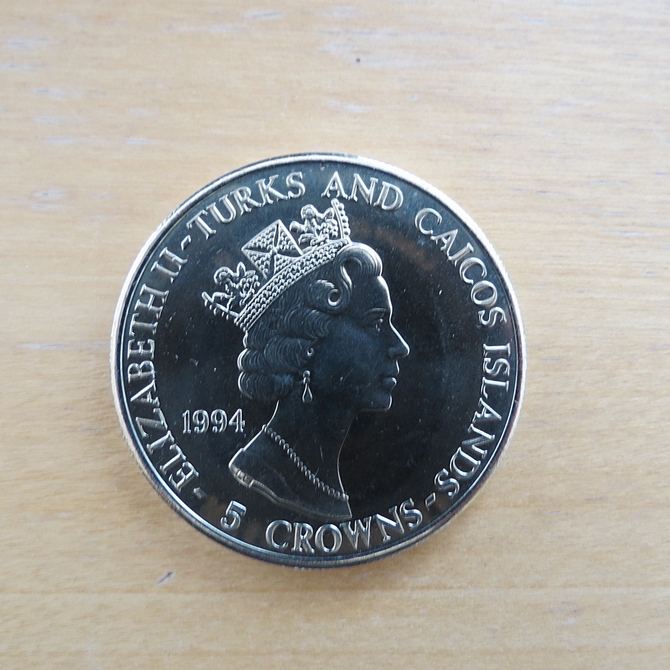 ELIZABETH II - TURKS AND CAICOS ISLANDS -
1994
5 CROWNS -